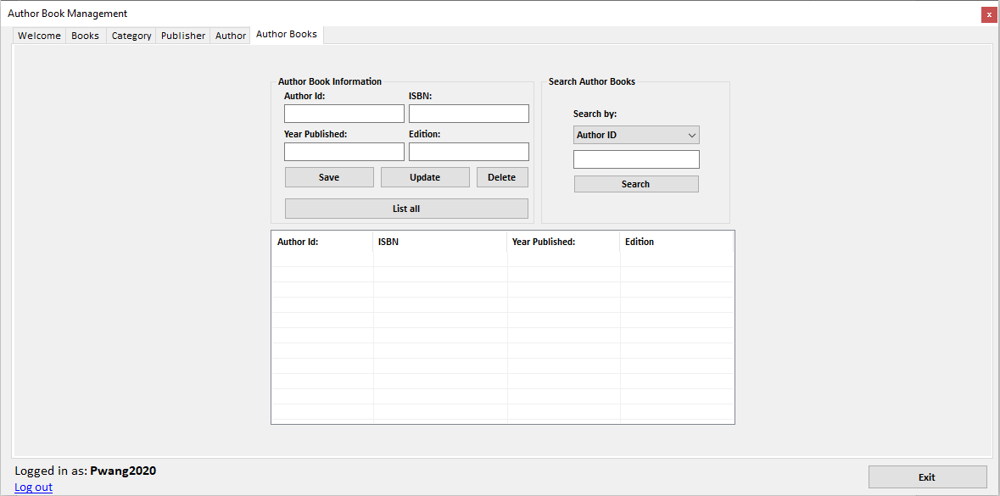 Author Book Management
x
Welcome Books Category Publisher Author Author Books
Author Book Information
Author Id: ISBN:
Year Published: Edition:
Save Update Delete
List all
Search Author Books
Search by:
Author ID
Search
Author Id: ISBN Year Published: Edition
Logged in as: Pwang2020
Log out
Exit